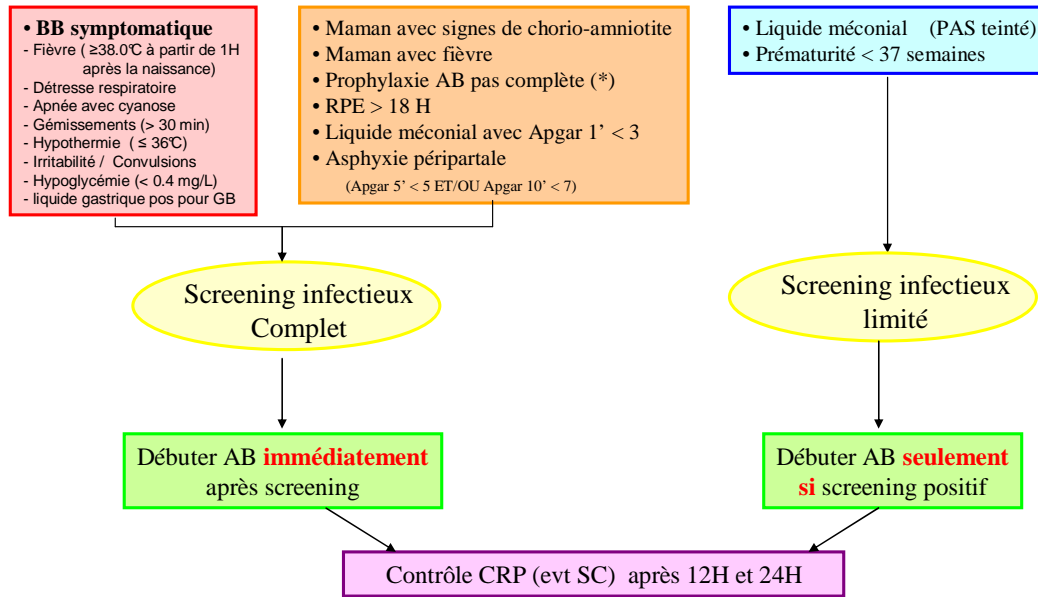 • BB symptomatique
- Fièvre ( ≥38.0°C à partir de 1H
après la naissance)
- Détresse respiratoire
- Apnée avec cyanose
- Gémissements (> 30 min)
- Hypothermie ( ≤ 36°C)
- Irritabilité / Convulsions
- Hypoglycémie (< 0.4 mg/L)
- liquide gastrique pos pour GB
• Maman avec signes de chorio-amniotite
• Maman avec fièvre
• Prophylaxie AB pas complète (*)
• RPE > 18 H
• Liquide méconial avec Apgar 1’ < 3
• Asphyxie péripartale
(Apgar 5’ < 5 ET/OU Apgar 10’ < 7)
• Liquide méconial (PAS teinté)
• Prématurité < 37 semaines
Screening infectieux
Complet
Screening infectieux
limité
Débuter AB immédiatement
après screening
Débuter AB seulement
si screening positif
Contrôle CRP (evt SC) après 12H et 24H